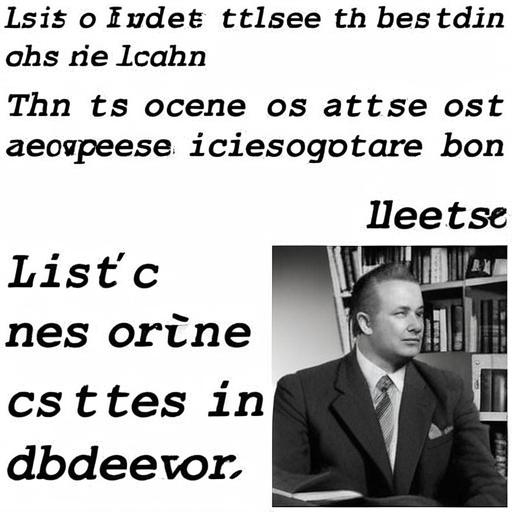 Lsis o Indet ttlsee th bestdin
ohs rie lcahn
Thn ts ocene os attse ost
aeovpeese iciesogotare bon
lleetse
List'c
nes orine
csttes in
dbdeevor,